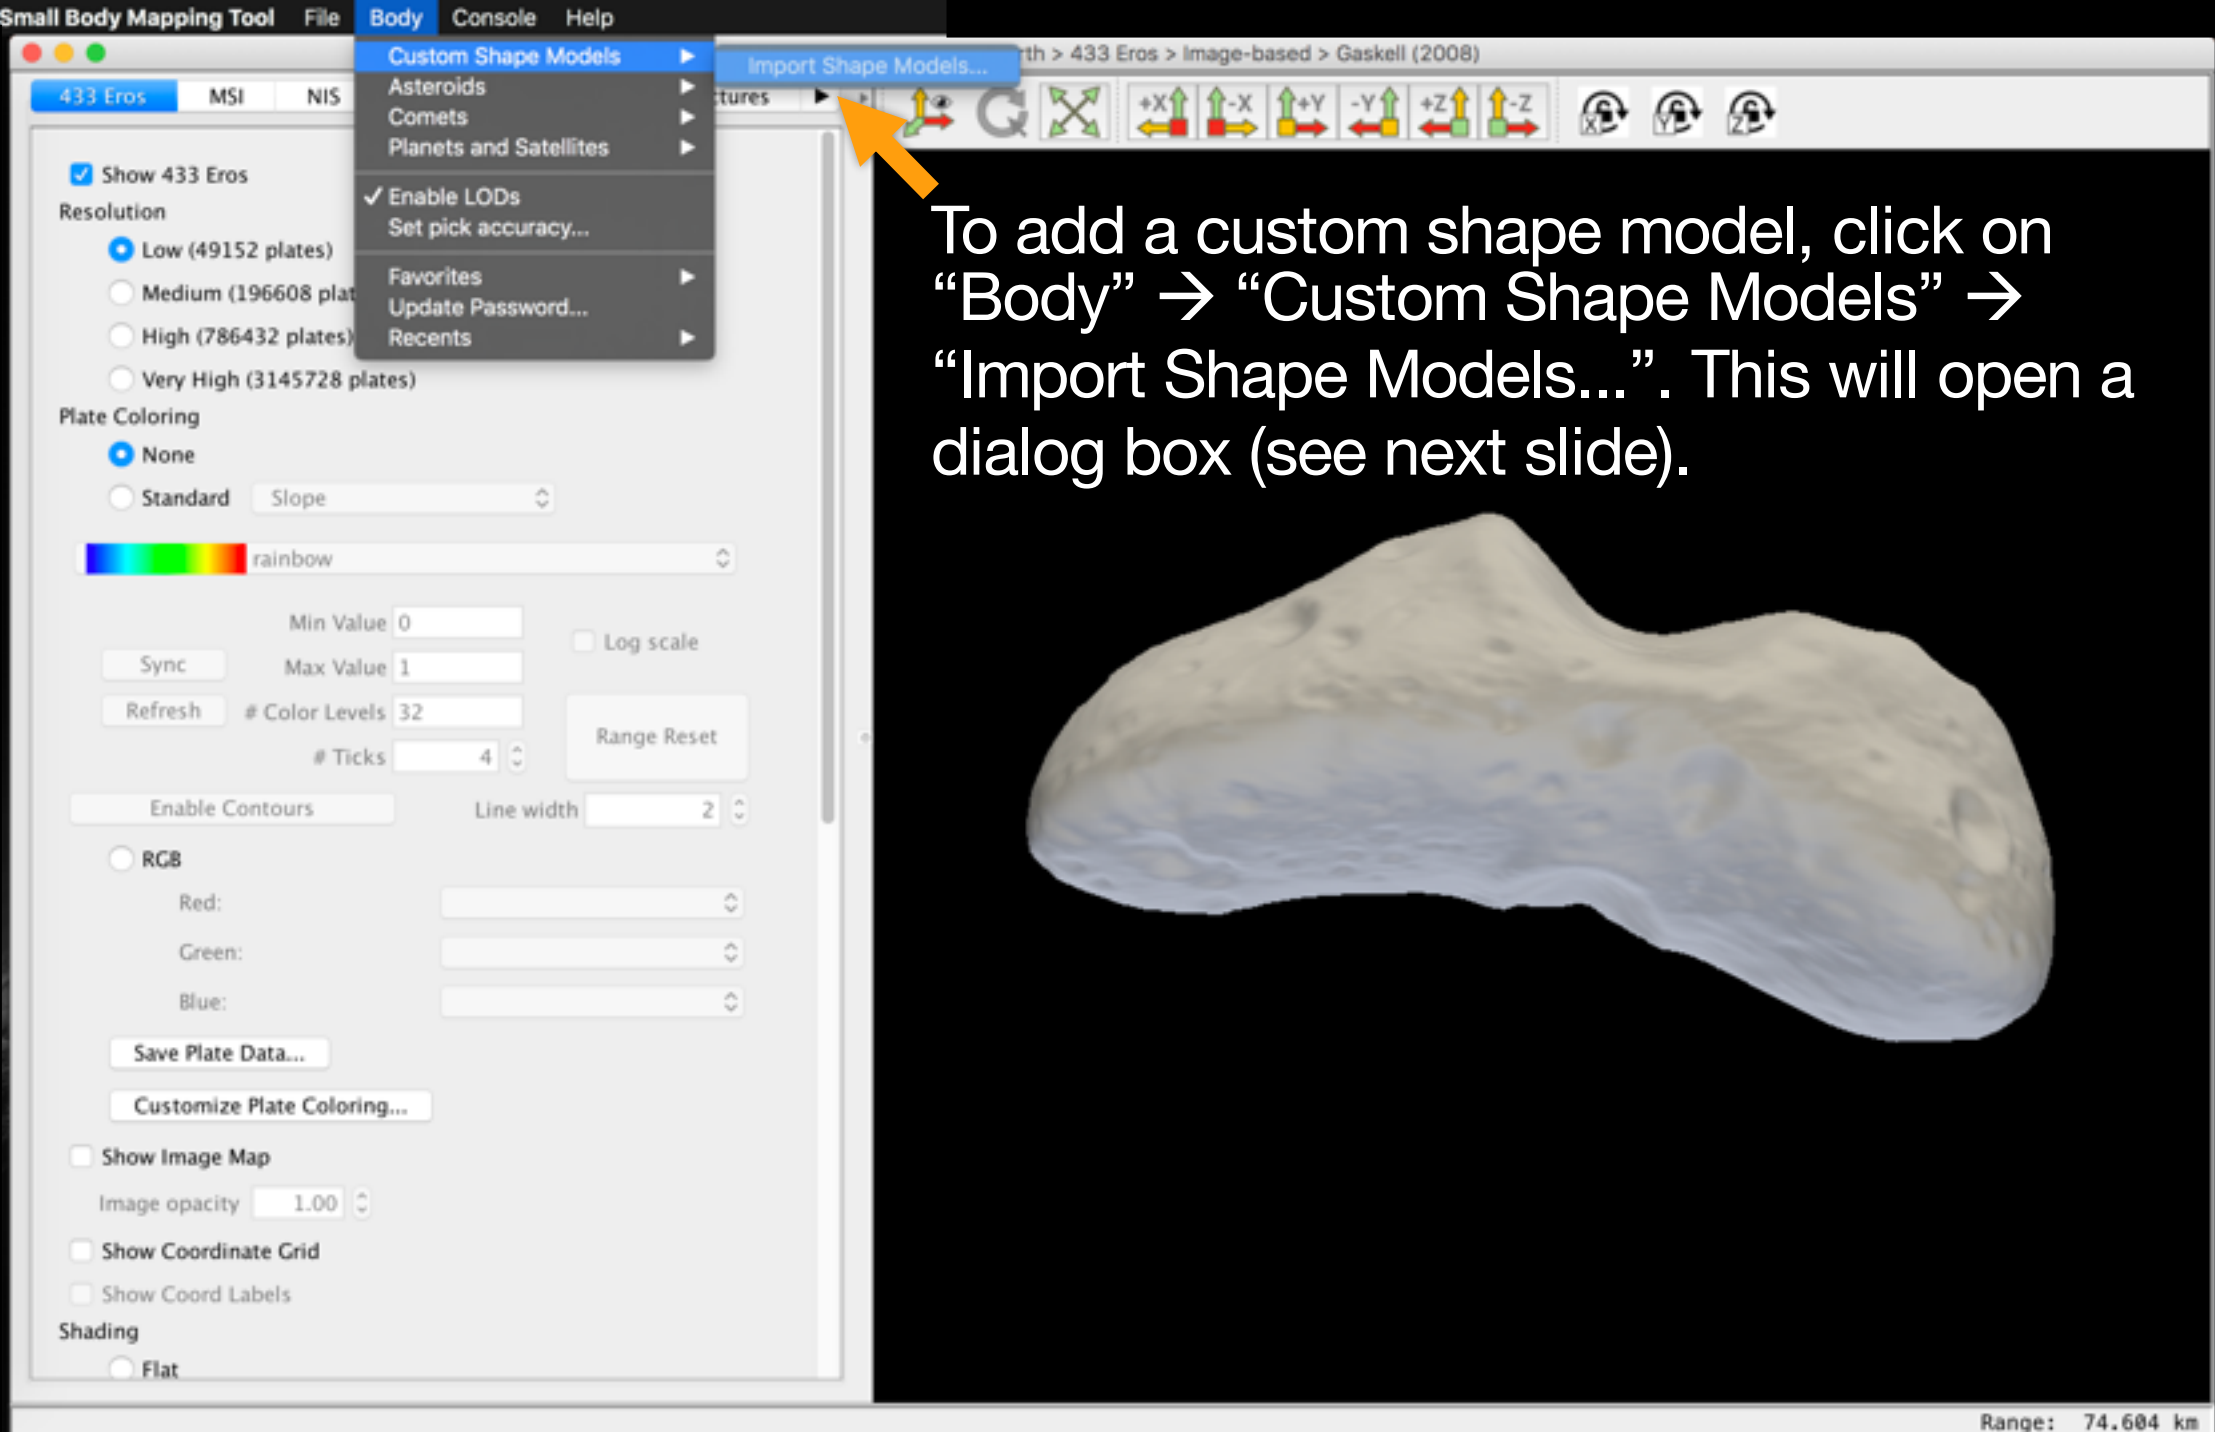 Small Body Mapping Tool File Body Console Help
th > 433 Eros > Image-based > Gaskell (2008)
Custom Shape Models
Import Shape Models...
Asteroids
Comets
Planets and Satellites
✓ Enable LODs
Set pick accuracy...
Favorites
Update Password...
Recents
433 Eros MSI NIS tures
+X -X +Y -Y +Z -Z X Y Z
Show 433 Eros
Resolution
Low (49152 plates)
Medium (196608 plat
High (786432 plates)
Very High (3145728 plates)
Plate Coloring
None
Standard Slope
rainbow
Min Value 0
Log scale
Sync Max Value 1
Refresh # Color Levels 32
Range Reset
# Ticks 4
Enable Contours Line width 2
RGB
Red:
Green:
Blue:
Save Plate Data...
Customize Plate Coloring...
Show Image Map
Image opacity 1.00
Show Coordinate Grid
Show Coord Labels
Shading
Flat
To add a custom shape model, click on
“Body” → “Custom Shape Models” →
“Import Shape Models...”. This will open a
dialog box (see next slide).
Range: 74.604 km